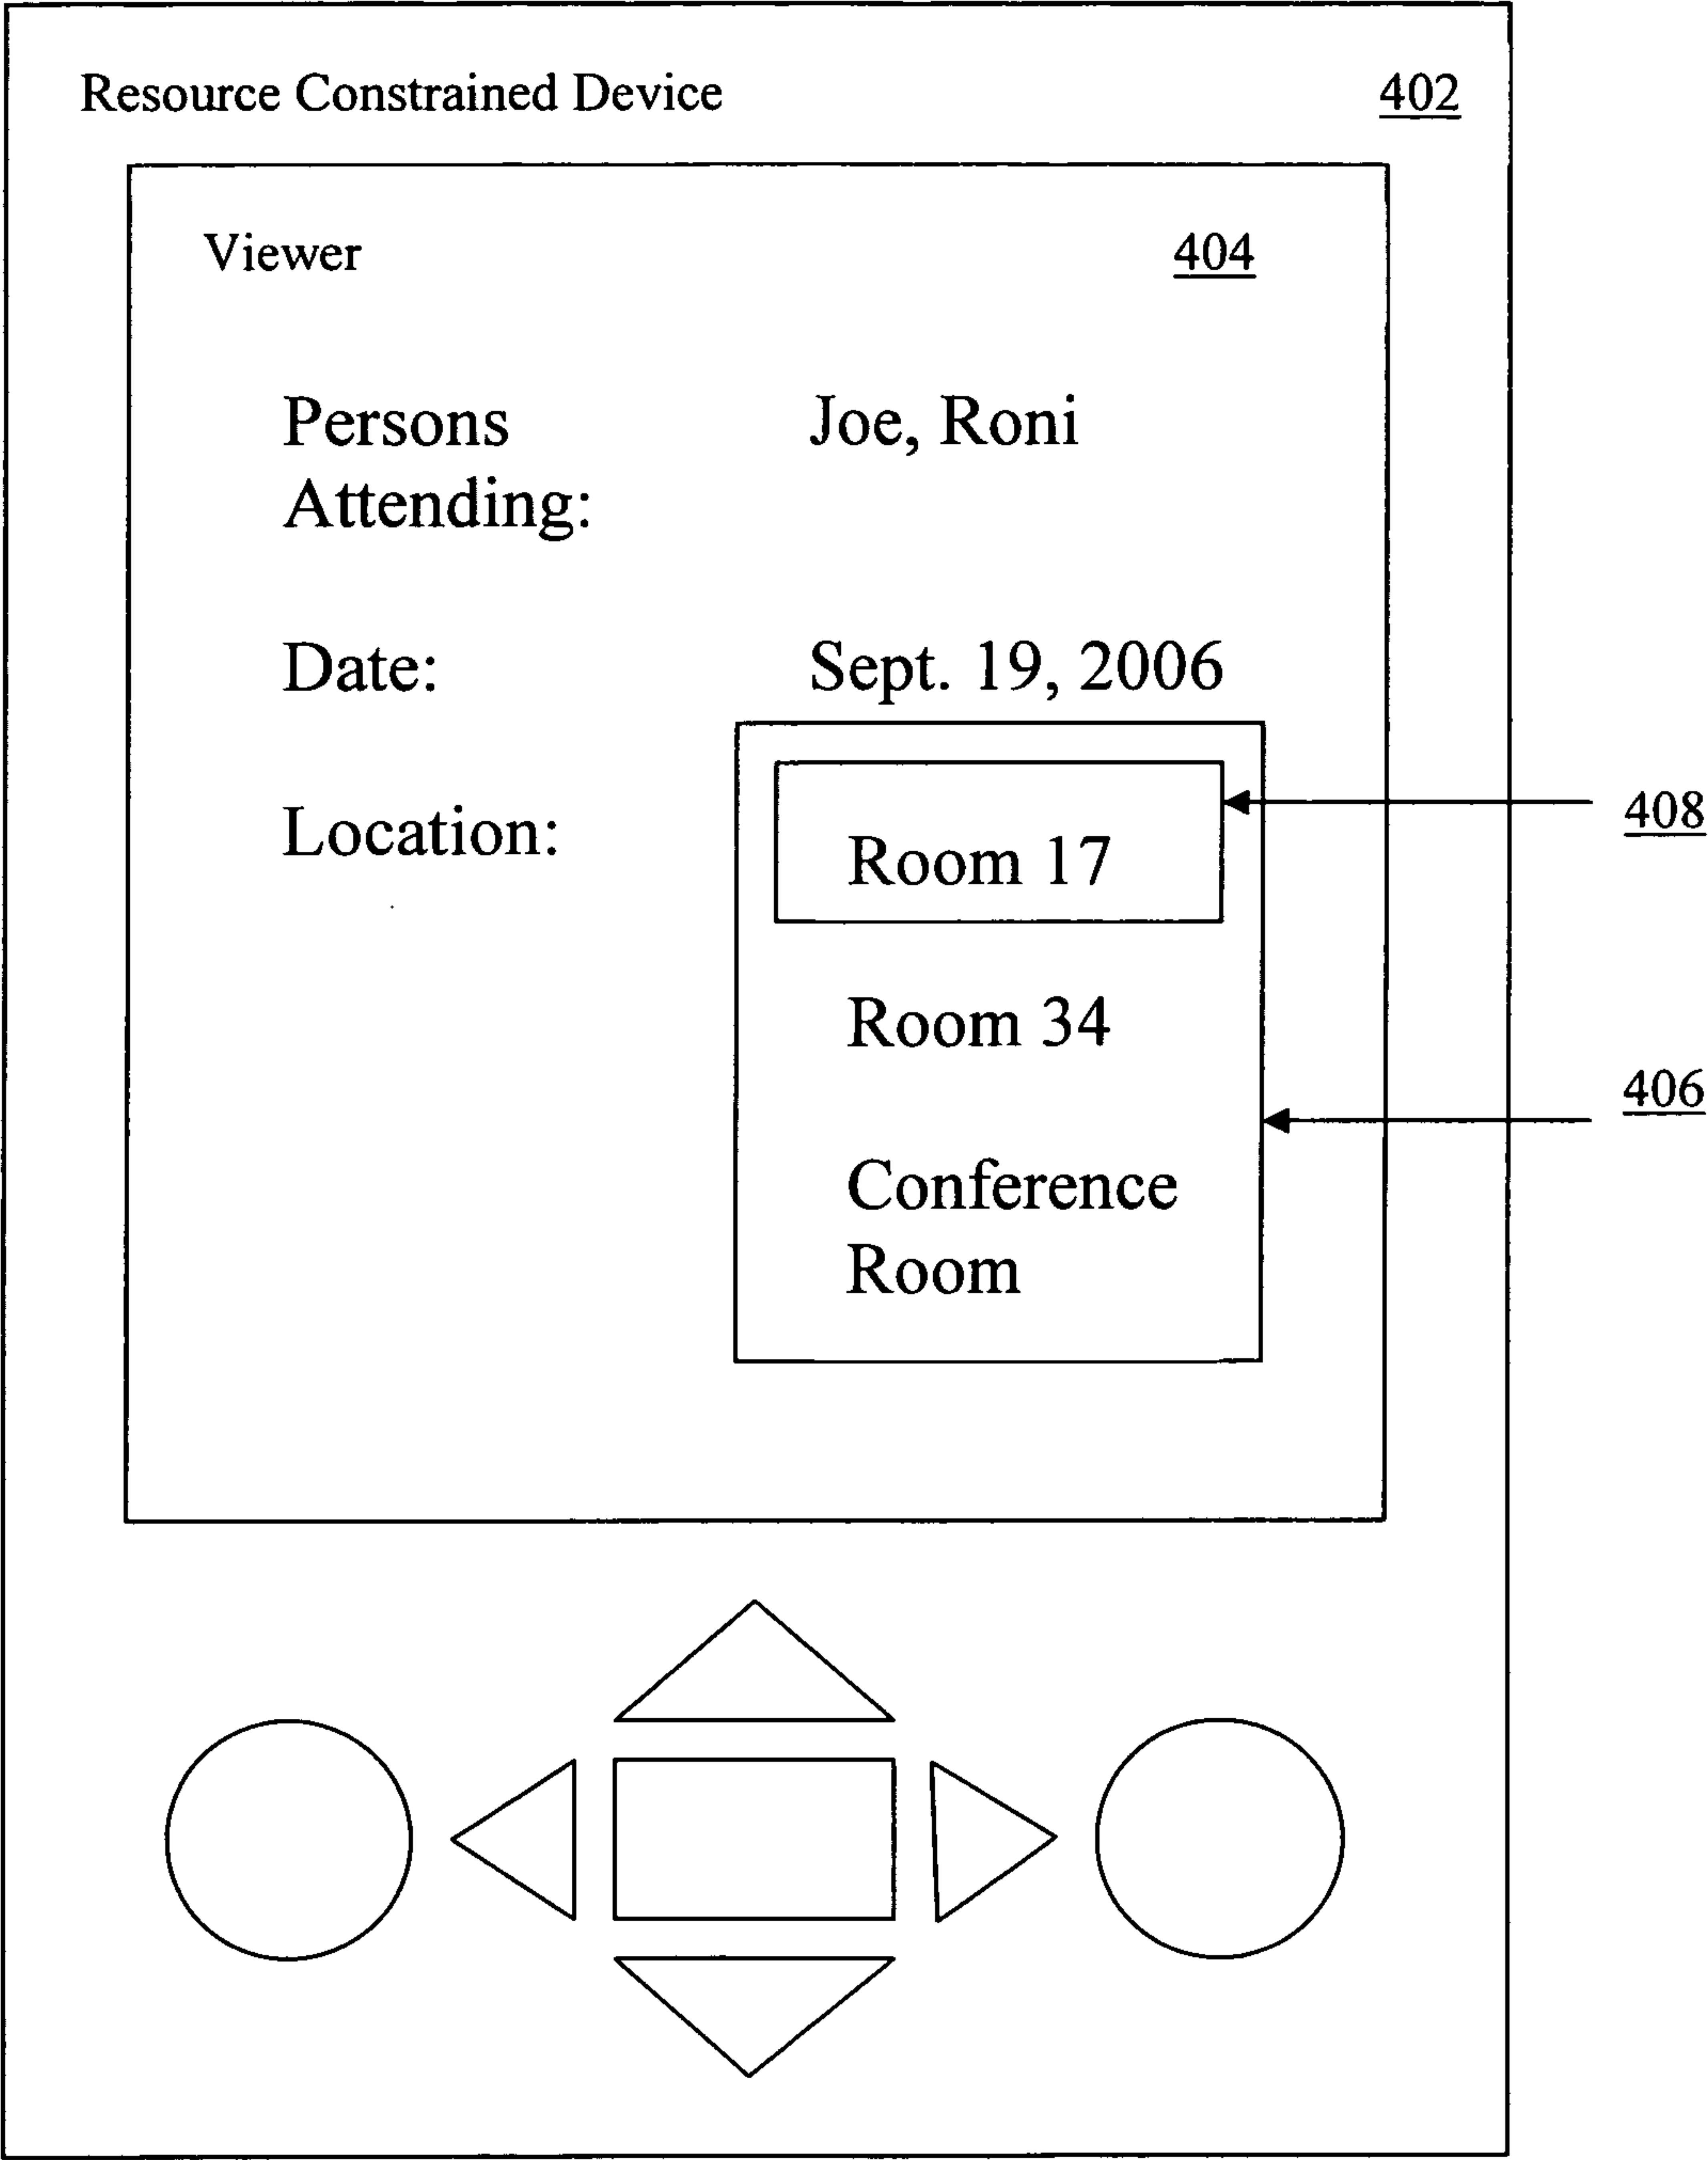 Resource Constrained Device 402
Viewer 404
Persons Joe, Roni
Attending:
Date: Sept. 19, 2006
Location:
Room 17
408
Room 34
406
Conference
Room